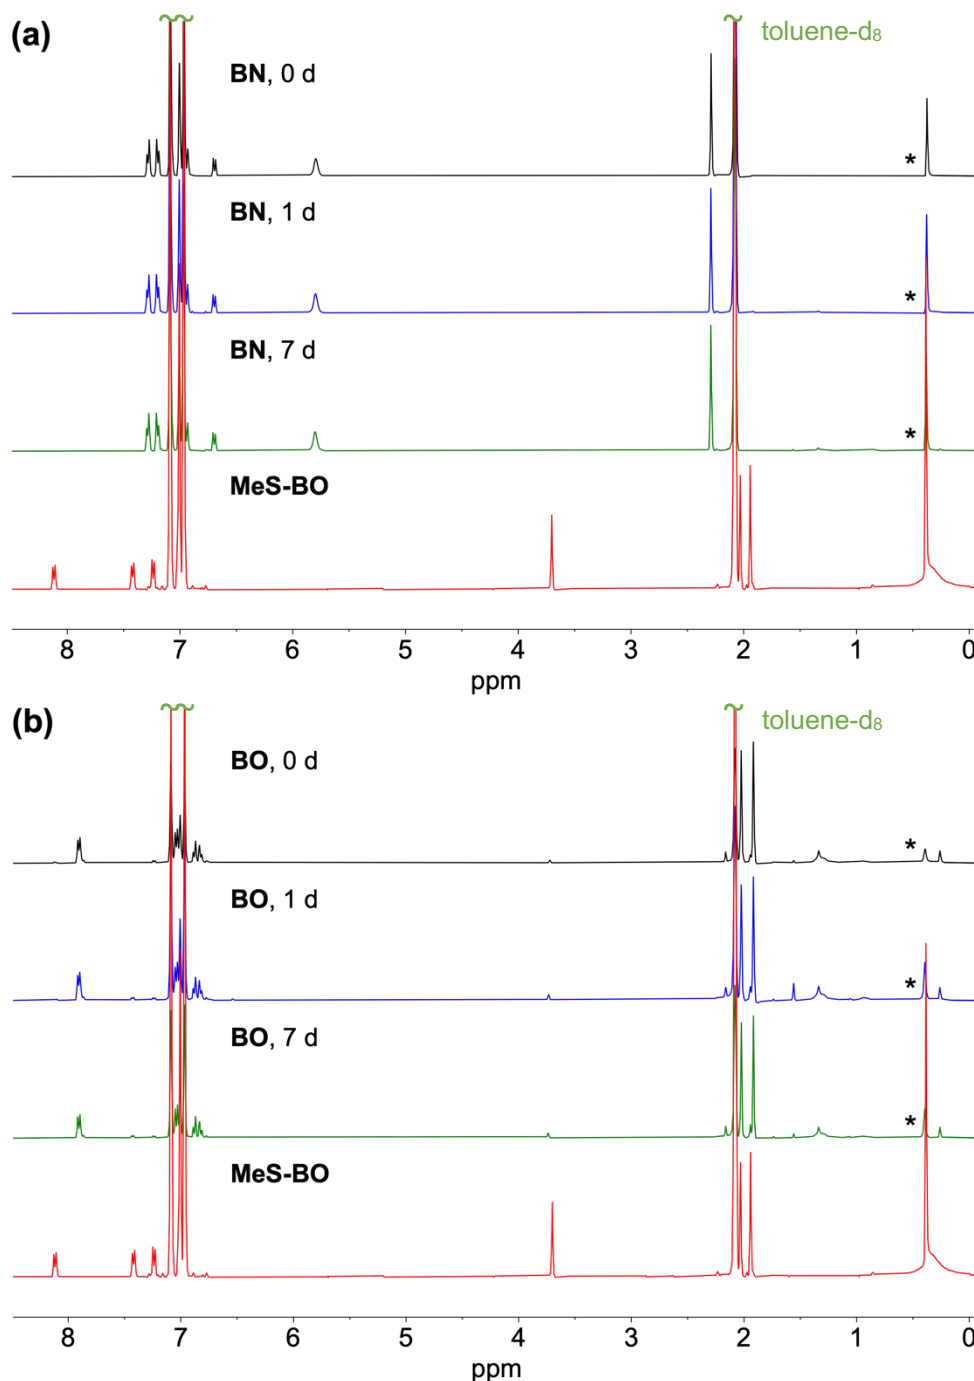 (a)
toluene-d₈
BN, 0 d
*
BN, 1 d
*
BN, 7 d
*
MeS-BO
8 7 6 5 4 3 2 1 0
ppm
(b)
toluene-d₈
BO, 0 d
*
BO, 1 d
*
BO, 7 d
*
MeS-BO
8 7 6 5 4 3 2 1 0
ppm